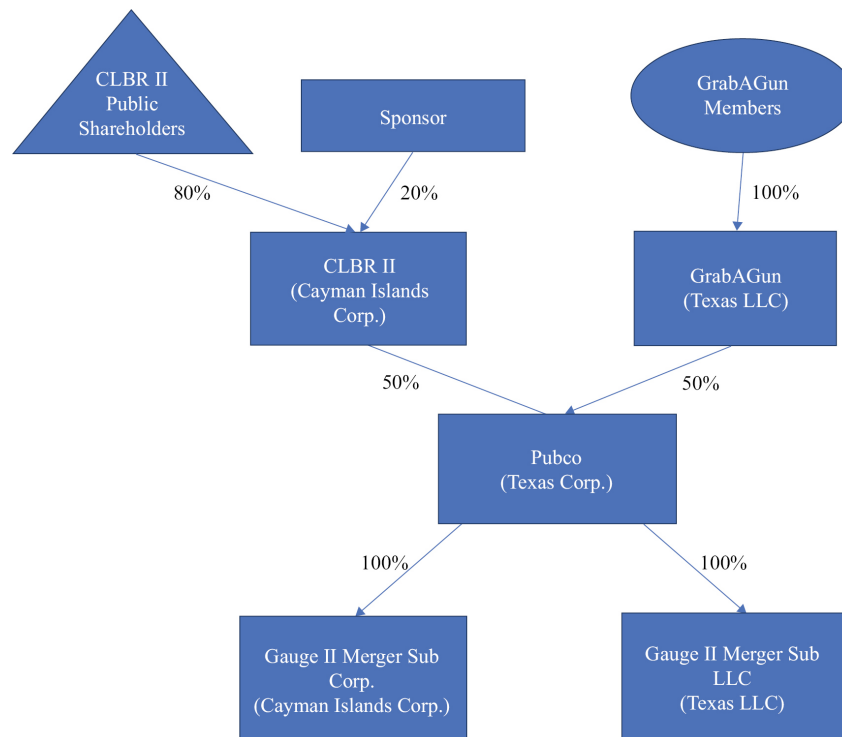 CLBR II
Public
Shareholders
Sponsor
GrabAGun
Members
80%
20%
100%
CLBR II
(Cayman Islands
Corp.)
GrabAGun
(Texas LLC)
50%
50%
Pubco
(Texas Corp.)
100%
100%
Gauge II Merger Sub
Corp.
(Cayman Islands Corp.)
Gauge II Merger Sub
LLC
(Texas LLC)